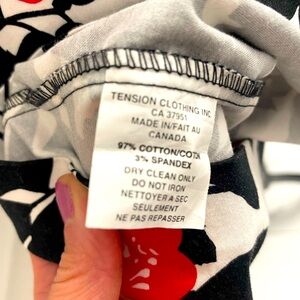 TENSION CLOTHING INC
CA 37951
MADE IN/FAIT AU
CANADA
97% COTTON/COTON
3% SPANDEX
DRY CLEAN ONLY
DO NOT IRON
NETTOYER A SEC
SEULEMENT
NE PAS REPASSER